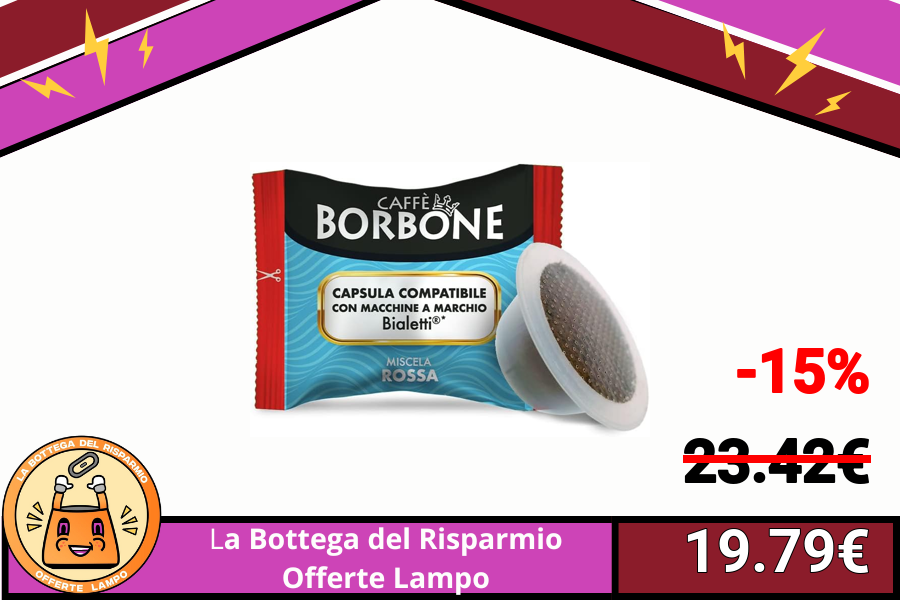 CAFFÈ
BORBONE
CAPSULA COMPATIBILE
CON MACCHINE A MARCHIO
Bialetti®*
MISCELA
ROSSA
-15%
23.42€
LA BOTTEGA DEL RISPARMIO
OFFERTE LAMPO
La Bottega del Risparmio
Offerte Lampo
19.79€